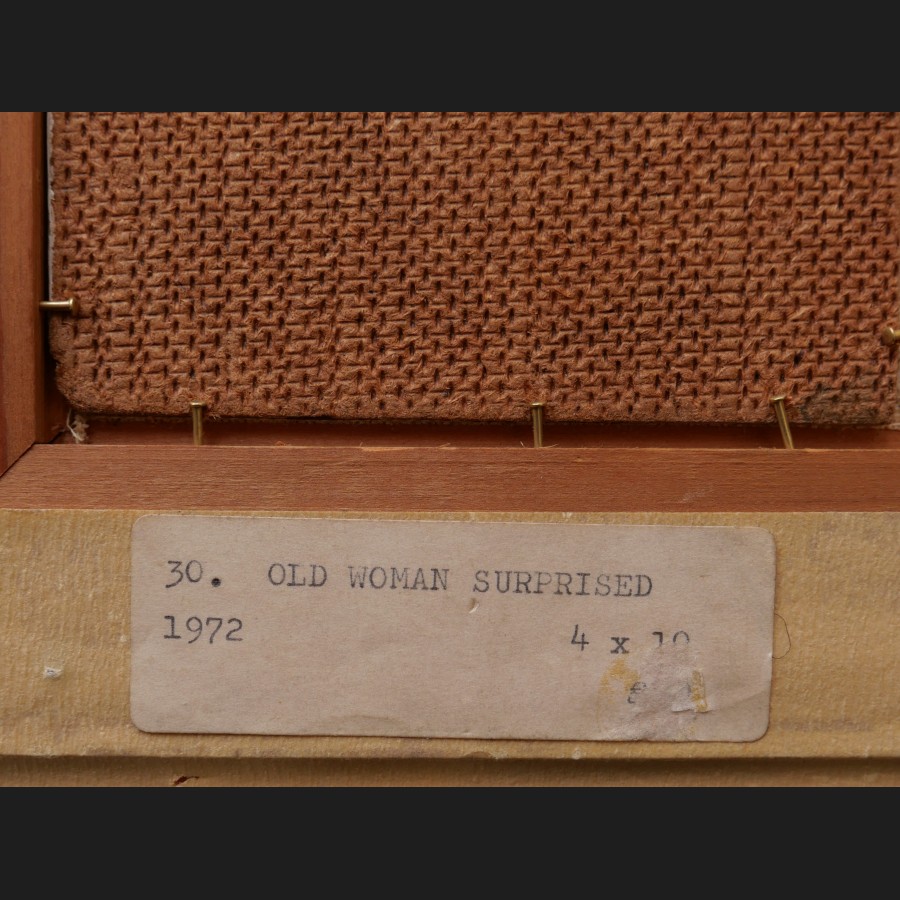 30. OLD WOMAN SURPRISED
1972
4 x 10